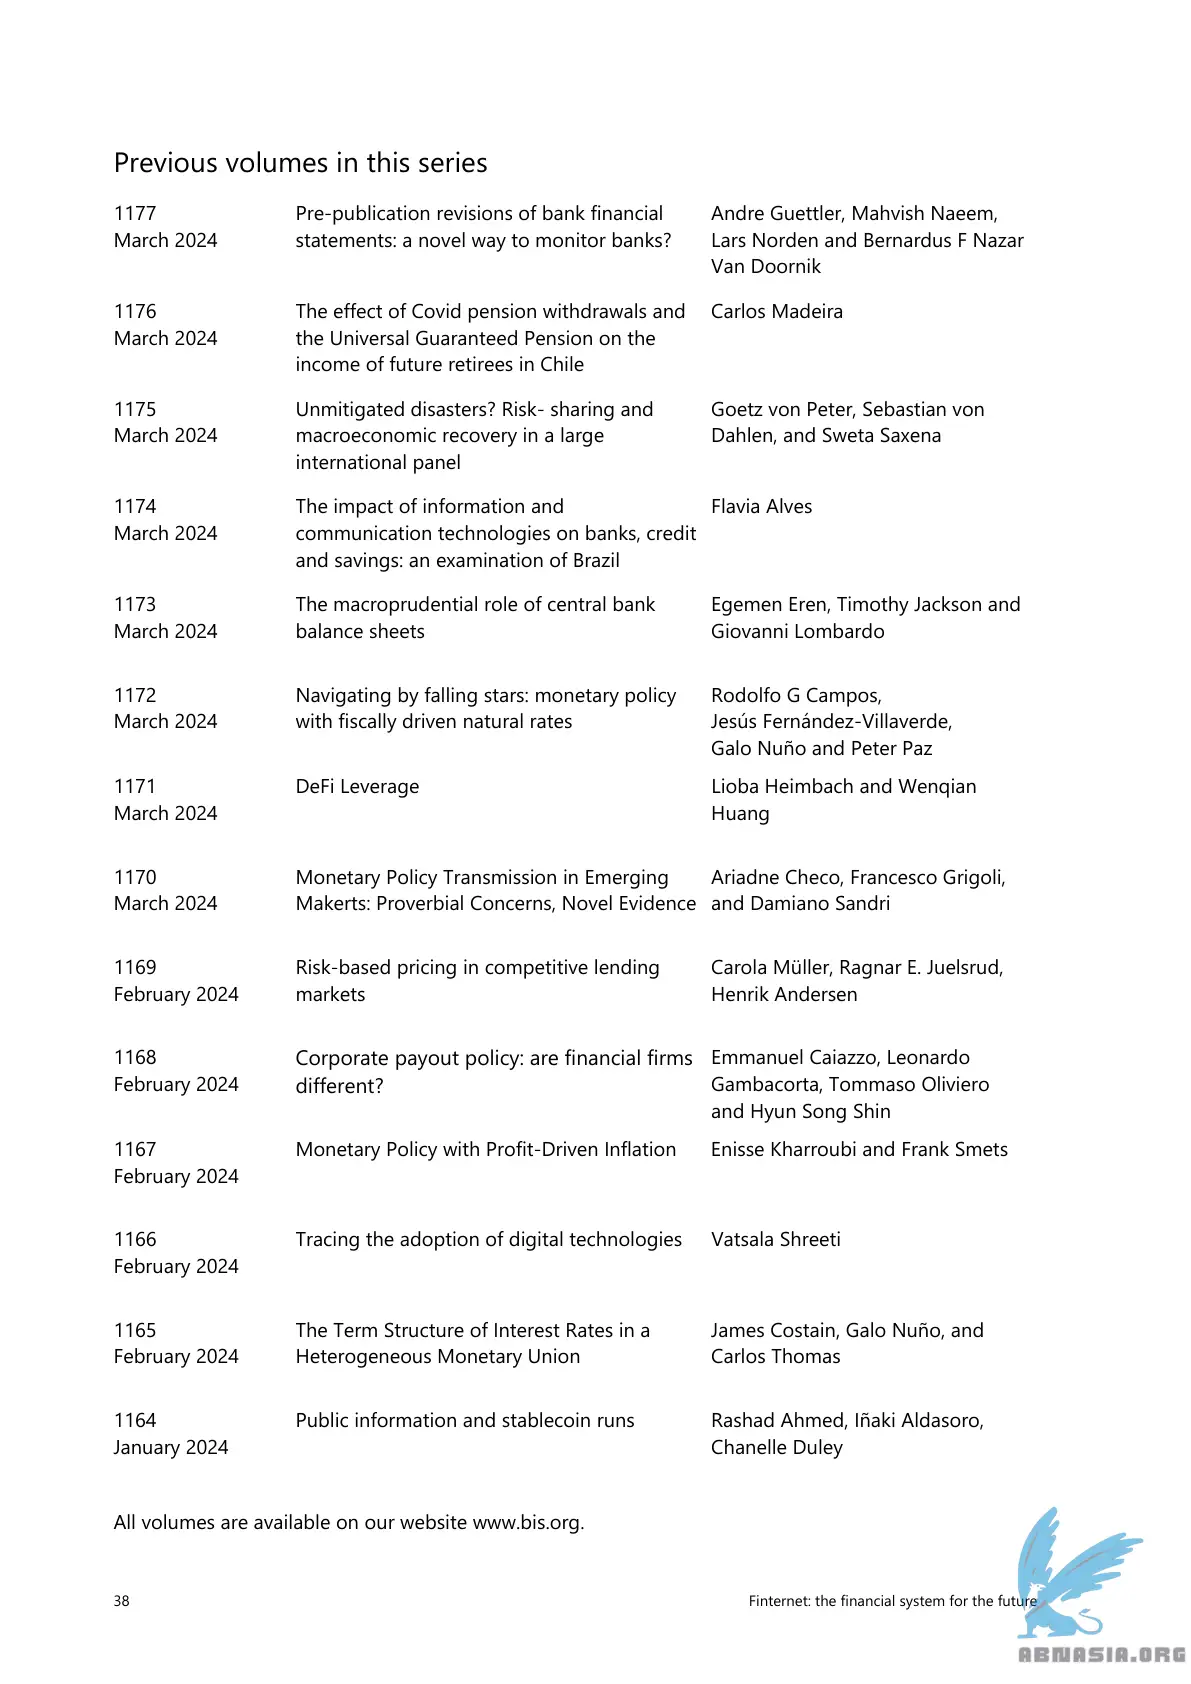 Previous volumes in this series
1177
March 2024
Pre-publication revisions of bank financial
statements: a novel way to monitor banks?
Andre Guettler, Mahvish Naeem,
Lars Norden and Bernardus F Nazar
Van Doornik
1176
March 2024
The effect of Covid pension withdrawals and
the Universal Guaranteed Pension on the
income of future retirees in Chile
Carlos Madeira
1175
March 2024
Unmitigated disasters? Risk- sharing and
macroeconomic recovery in a large
international panel
Goetz von Peter, Sebastian von
Dahlen, and Sweta Saxena
1174
March 2024
The impact of information and
communication technologies on banks, credit
and savings: an examination of Brazil
Flavia Alves
1173
March 2024
The macroprudential role of central bank
balance sheets
Egemen Eren, Timothy Jackson and
Giovanni Lombardo
1172
March 2024
Navigating by falling stars: monetary policy
with fiscally driven natural rates
Rodolfo G Campos,
Jesús Fernández-Villaverde,
Galo Nuño and Peter Paz
1171
March 2024
DeFi Leverage
Lioba Heimbach and Wenqian
Huang
1170
March 2024
Monetary Policy Transmission in Emerging
Makerts: Proverbial Concerns, Novel Evidence
Ariadne Checo, Francesco Grigoli,
and Damiano Sandri
1169
February 2024
Risk-based pricing in competitive lending
markets
Carola Müller, Ragnar E. Juelsrud,
Henrik Andersen
1168
February 2024
Corporate payout policy: are financial firms
different?
Emmanuel Caiazzo, Leonardo
Gambacorta, Tommaso Oliviero
and Hyun Song Shin
1167
February 2024
Monetary Policy with Profit-Driven Inflation
Enisse Kharroubi and Frank Smets
1166
February 2024
Tracing the adoption of digital technologies
Vatsala Shreeti
1165
February 2024
The Term Structure of Interest Rates in a
Heterogeneous Monetary Union
James Costain, Galo Nuño, and
Carlos Thomas
1164
January 2024
Public information and stablecoin runs
Rashad Ahmed, Iñaki Aldasoro,
Chanelle Duley
All volumes are available on our website www.bis.org.
38
Finternet: the financial system for the future
ABNASIA.ORG